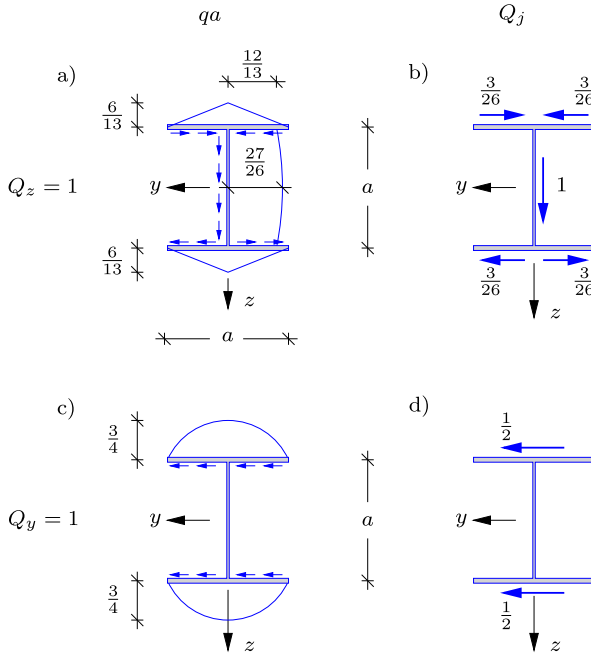 qa
Q_j
a)
12/13
b)
3/26
3/26
6/13
27/26
Q_z = 1
y
a
y
1
6/13
3/26
3/26
z
z
a
c)
d)
3/4
1/2
Q_y = 1
y
a
y
3/4
1/2
z
z